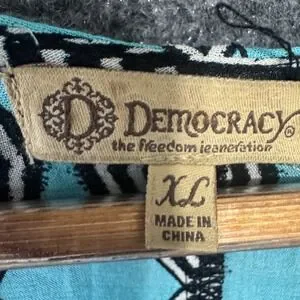 D DEMOCRACY®
the freedom jeaneration
XL
MADE IN
CHINA